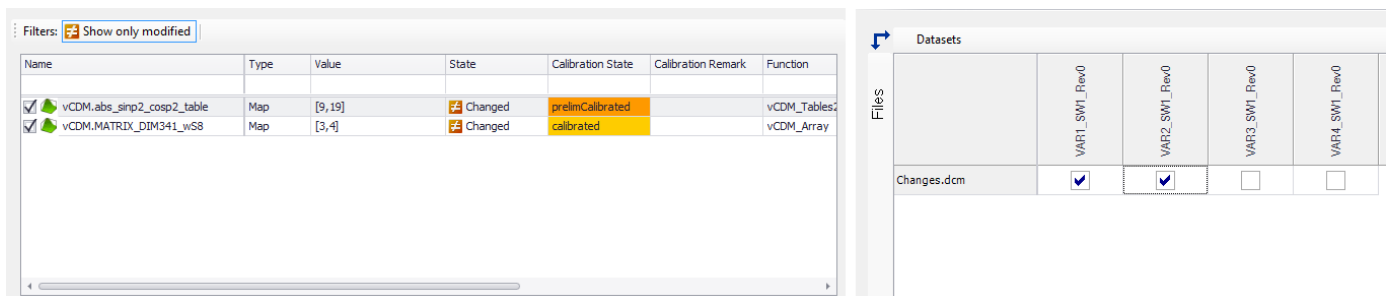 Filters: Show only modified
Name Type Value State Calibration State Calibration Remark Function
vCDM.abs_sinp2_cosp2_table Map [9,19] Changed prelimCalibrated vCDM_Tables2
vCDM.MATRIX_DIM341_wS8 Map [3,4] Changed calibrated vCDM_Array
Datasets
Files
VAR1_SW1_Rev0
VAR2_SW1_Rev0
VAR3_SW1_Rev0
VAR4_SW1_Rev0
Changes.dcm